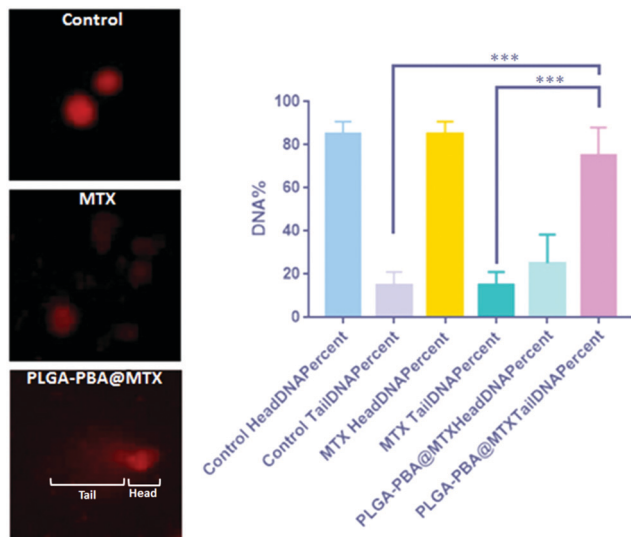 Control
MTX
PLGA-PBA@MTX
Tail
Head
***
***
DNA%
100
80
60
40
20
0
Control HeadDNAPercent
Control TailDNAPercent
MTX HeadDNAPercent
MTX TailDNAPercent
PLGA-PBA@MTXHeadDNAPercent
PLGA-PBA@MTXTailDNAPercent